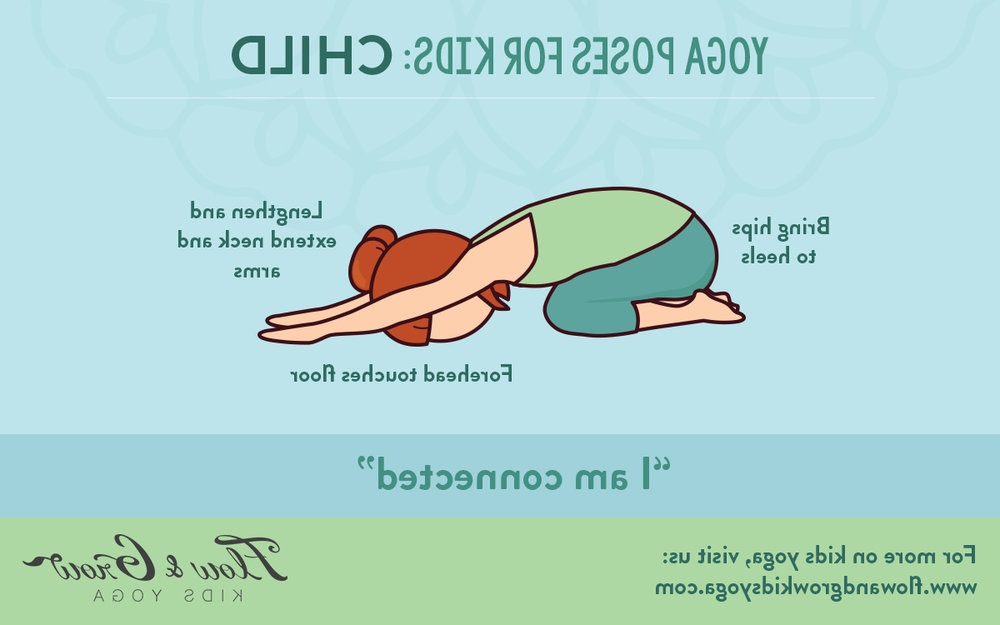 YOGA POSES FOR KIDS: CHILD
Lengthen and
extend neck and
arms
Bring hips
to heels
Forehead touches floor
“I am connected”
For more on kids yoga, visit us:
www.flowandgrowkidsyoga.com
Flow & Grow
KIDS YOGA